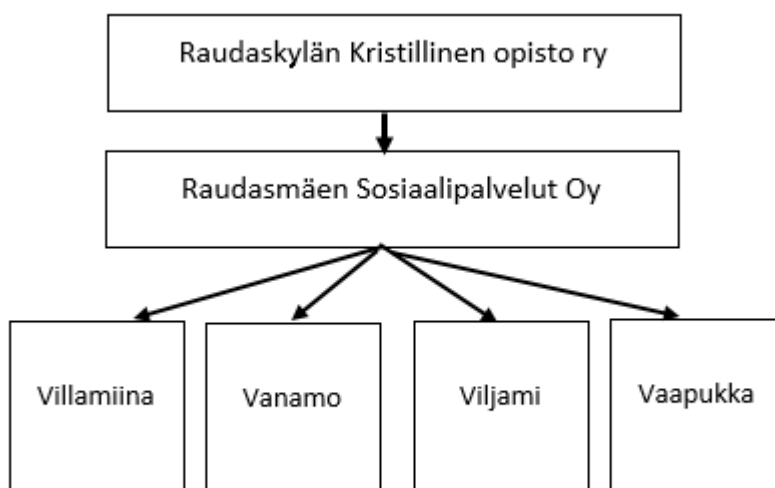 Raudaskylän Kristillinen opisto ry
Raudasmäen Sosiaalipalvelut Oy
Villamiina
Vanamo
Viljami
Vaapukka